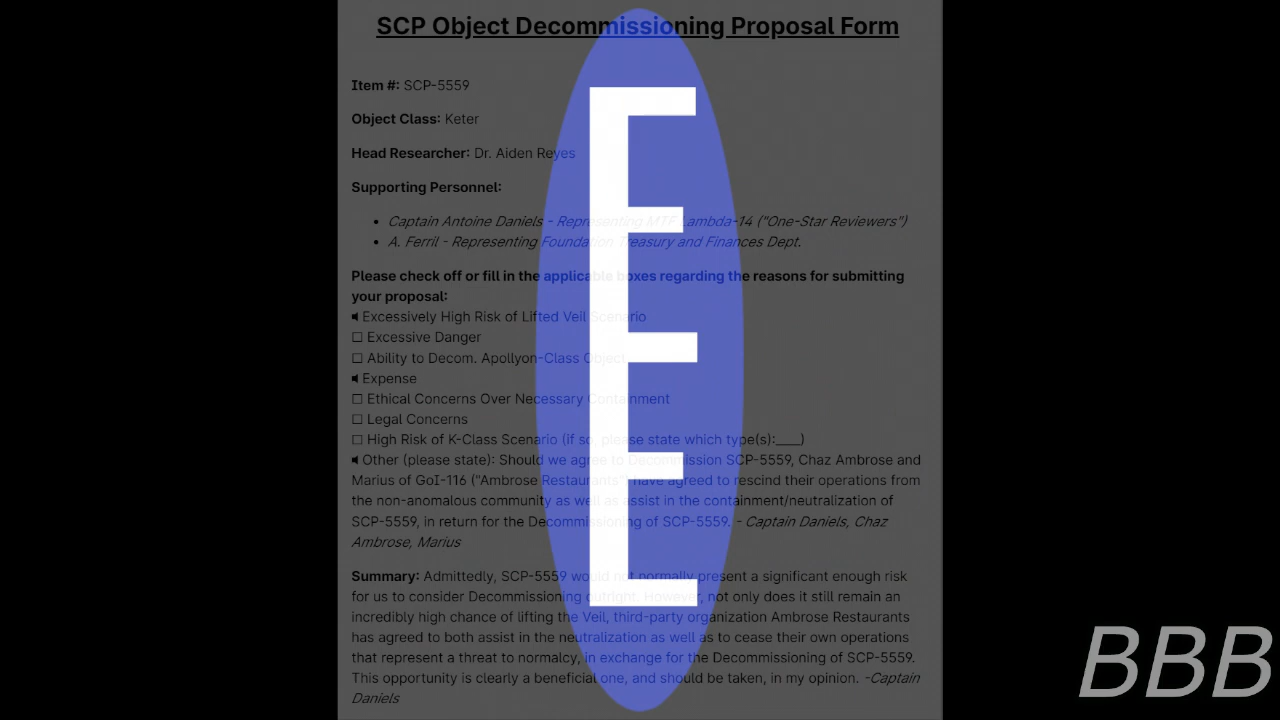 SCP Object Decommissioning Proposal Form
Item #: SCP-5559
Object Class: Keter
Head Researcher: Dr. Aiden Reyes
Supporting Personnel:
• Captain Antoine Daniels - Representing MTF Lambda-14 ("One-Star Reviewers")
• A. Ferril - Representing Foundation Treasury and Finances Dept.
Please check off or fill in the applicable boxes regarding the reasons for submitting
your proposal:
Excessively High Risk of Lifted Veil Scenario
☐ Excessive Danger
☐ Ability to Decom. Apollyon-Class Object
Expense
☐ Ethical Concerns Over Necessary Containment
☐ Legal Concerns
☐ High Risk of K-Class Scenario (if so, please state which type(s):____)
Other (please state): Should we agree to Decommission SCP-5559, Chaz Ambrose and
Marius of GoI-116 ("Ambrose Restaurants") have agreed to rescind their operations from
the non-anomalous community as well as assist in the containment/neutralization of
SCP-5559, in return for the Decommissioning of SCP-5559. - Captain Daniels, Chaz
Ambrose, Marius
Summary: Admittedly, SCP-5559 would not normally present a significant enough risk
for us to consider Decommissioning outright. However, not only does it still remain an
incredibly high chance of lifting the Veil, third-party organization Ambrose Restaurants
has agreed to both assist in the neutralization as well as to cease their own operations
that represent a threat to normalcy, in exchange for the Decommissioning of SCP-5559.
This opportunity is clearly a beneficial one, and should be taken, in my opinion. -Captain
Daniels
E
BBB